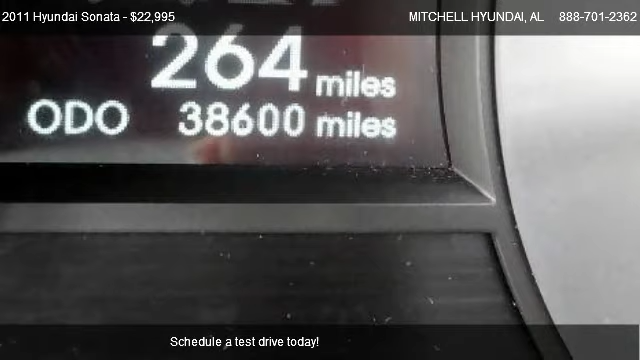 2011 Hyundai Sonata - $22,995 MITCHELL HYUNDAI, AL 888-701-2362
264 miles
ODO 38600 miles
Schedule a test drive today!